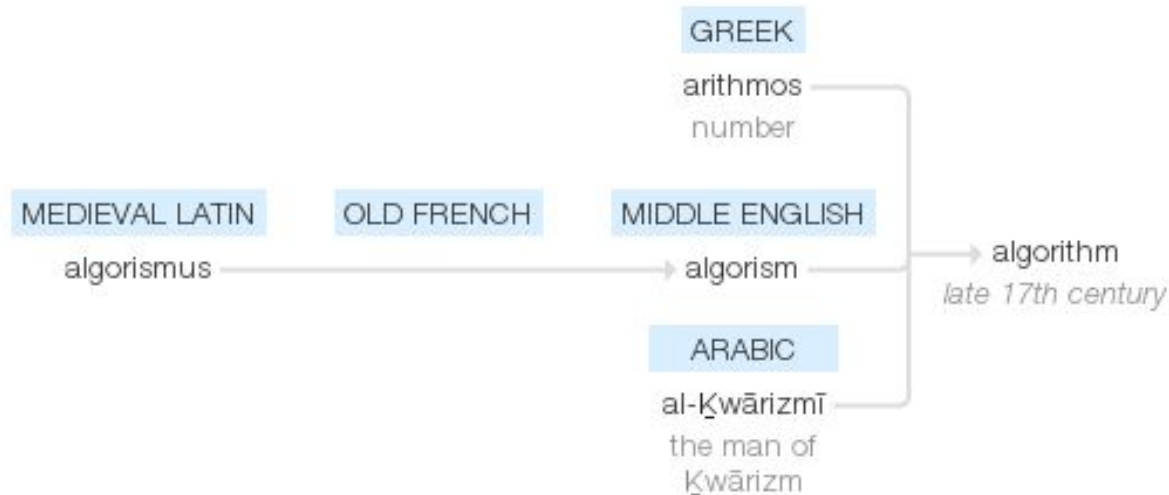 GREEK
arithmos
number
MEDIEVAL LATIN
OLD FRENCH
MIDDLE ENGLISH
algorismus
algorism
algorithm
late 17th century
ARABIC
al-Ḵwārizmī
the man of
Ḵwārizm